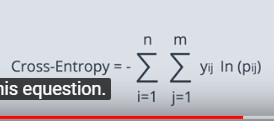 n m
Cross-Entropy = - ∑ ∑ yij ln (pij)
i=1 j=1
his equestion.